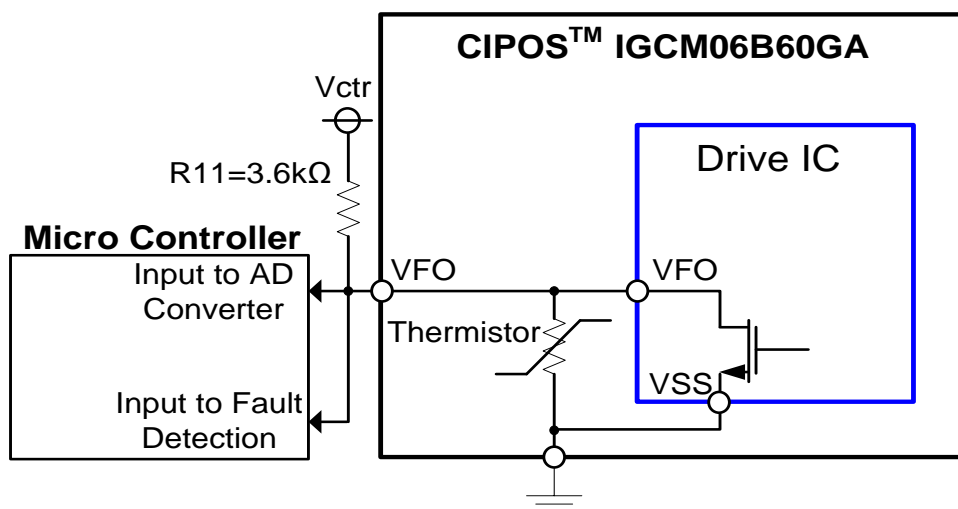 CIPOS™ IGCM06B60GA
Vctr
Drive IC
R11=3.6kΩ
Micro Controller
Input to AD
Converter
VFO
VFO
Thermistor
VSS
Input to Fault
Detection